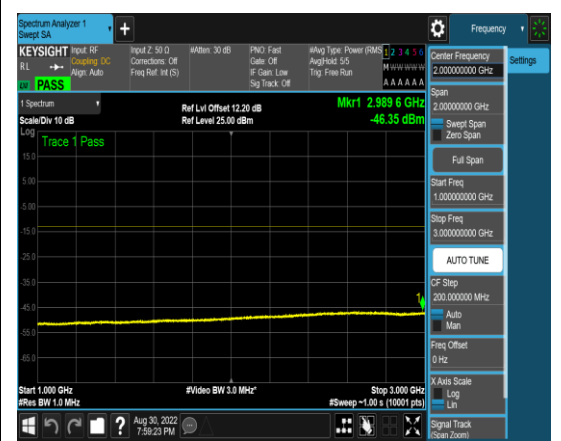 Spectrum Analyzer 1
Swept SA
+
Frequency
KEYSIGHT Input: RF Input Z: 50 Ω #Atten: 30 dB PNO: Fast #Avg Type: Power (RMS 1 2 3 4 5 6
RL Coupling: DC Corrections: Off Gate: Off Avg|Hold: 5/5 M W W W W W
Align: Auto Freq Ref: Int (S) IF Gain: Low Trig: Free Run
Sig Track: Off A A A A A A
PASS
1 Spectrum
Scale/Div 10 dB
Ref Lvl Offset 12.20 dB
Ref Level 25.00 dBm
Mkr1 2.989 6 GHz
-46.35 dBm
Log
Trace 1 Pass
15.0
5.00
-5.00
-15.0
-25.0
-35.0
-45.0
-55.0
-65.0
1
Start 1.000 GHz
#Res BW 1.0 MHz
#Video BW 3.0 MHz*
Stop 3.000 GHz
#Sweep ~1.00 s (10001 pts)
?
Aug 30, 2022
7:59:23 PM
Settings
Center Frequency
2.000000000 GHz
Span
2.00000000 GHz
Swept Span
Zero Span
Full Span
Start Freq
1.000000000 GHz
Stop Freq
3.000000000 GHz
AUTO TUNE
CF Step
200.000000 MHz
Auto
Man
Freq Offset
0 Hz
X Axis Scale
Log
Lin
Signal Track
(Span Zoom)